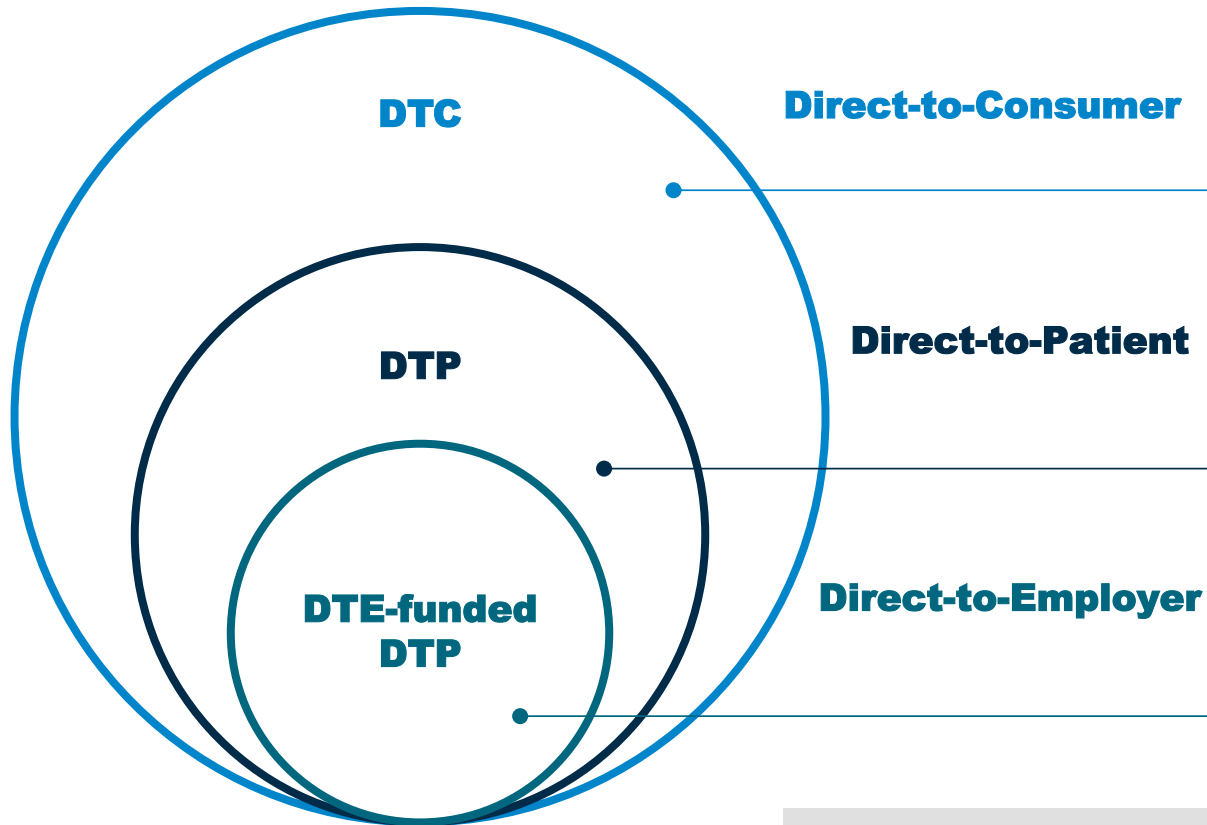 DTC
Direct-to-Consumer
DTP
Direct-to-Patient
DTE-funded
DTP
Direct-to-Employer